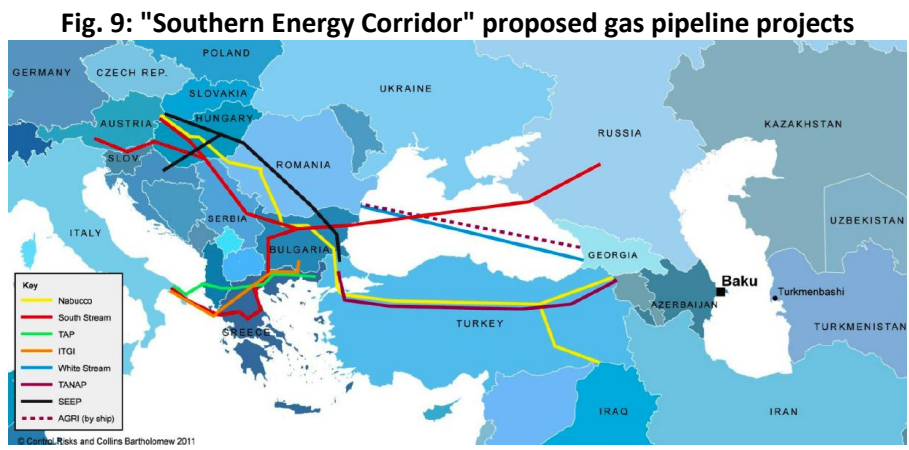 Fig. 9: "Southern Energy Corridor" proposed gas pipeline projects
POLAND
GERMANY
CZECH REP.
UKRAINE
SLOVAKIA
KAZAKHSTAN
AUSTRIA
HUNGARY
RUSSIA
SLOV.
ROMANIA
UZBEKISTAN
SERBIA
ITALY
BULGARIA
GEORGIA
Baku
Turkmenbashi
AZERBAIJAN
TURKEY
TURKMENISTAN
GREECE
IRAQ
IRAN
Key
Nabucco
South Stream
TAP
ITGI
White Stream
TANAP
SEEP
AGRI (by ship)
© Control Risks and Collins Bartholomew 2011